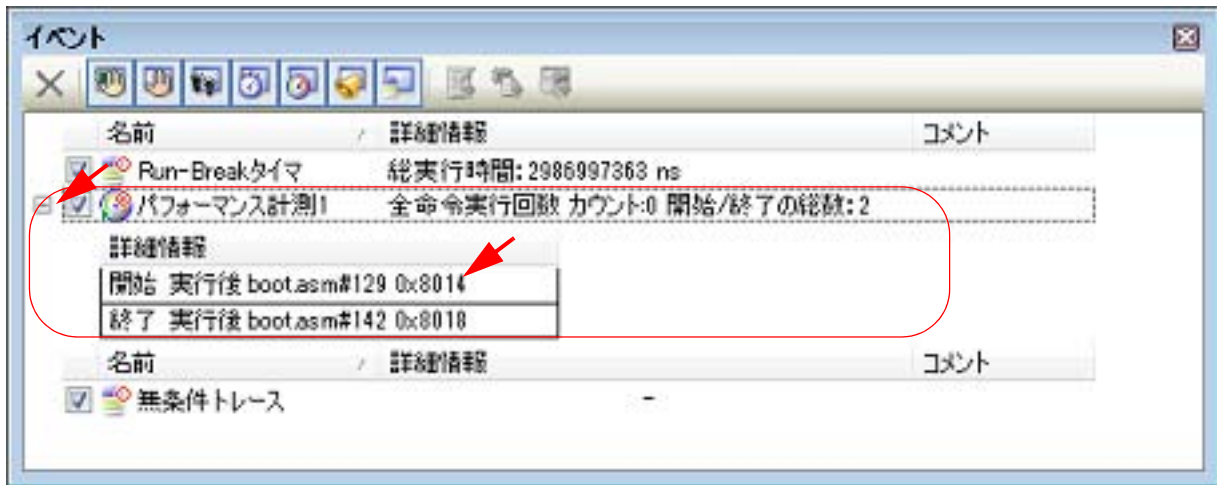 イベント
名前 詳細情報 コメント
Run-Breakタイマ 総実行時間: 2986997363 ns
パフォーマンス計測1 全命令実行回数 カウント:0 開始/終了の総数: 2
詳細情報
開始 実行後 boot.asm#129 0x8014
終了 実行後 boot.asm#142 0x8018
名前 詳細情報 コメント
無条件トレース -